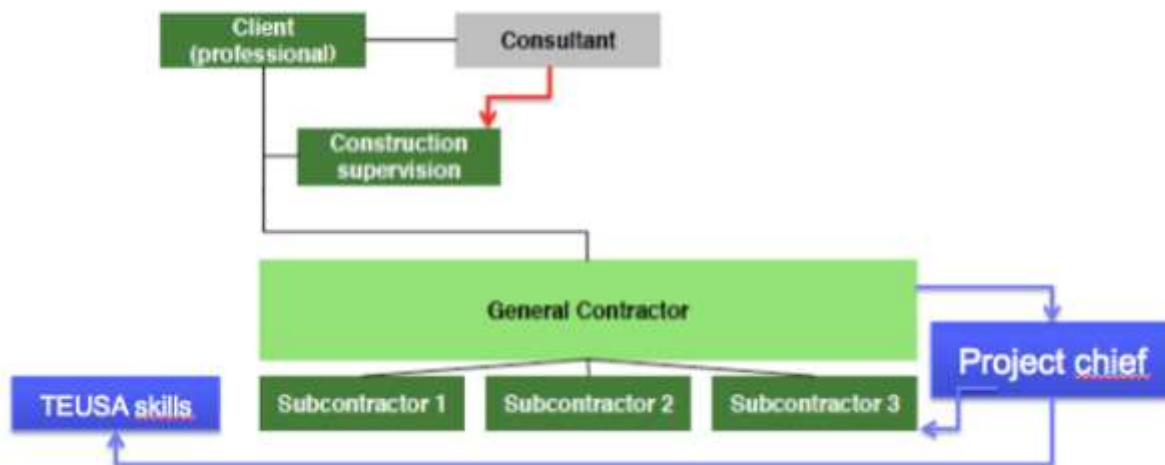 Client
(professional)
Consultant
Construction
supervision
General Contractor
Project chief
TEUSA skills
Subcontractor 1
Subcontractor 2
Subcontractor 3